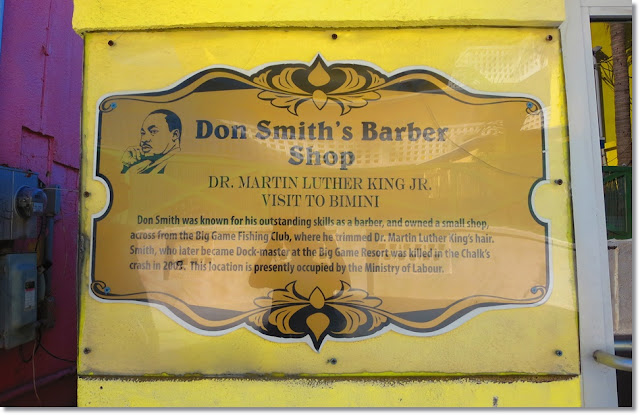 Don Smith's Barber
Shop
DR. MARTIN LUTHER KING JR.
VISIT TO BIMINI
Don Smith was known for his outstanding skills as a barber, and owned a small shop,
across from the Big Game Fishing Club, where he trimmed Dr. Martin Luther King's hair.
Smith, who later became Dock-master at the Big Game Resort was killed in the Chalk's
crash in 2005. This location is presently occupied by the Ministry of Labour.